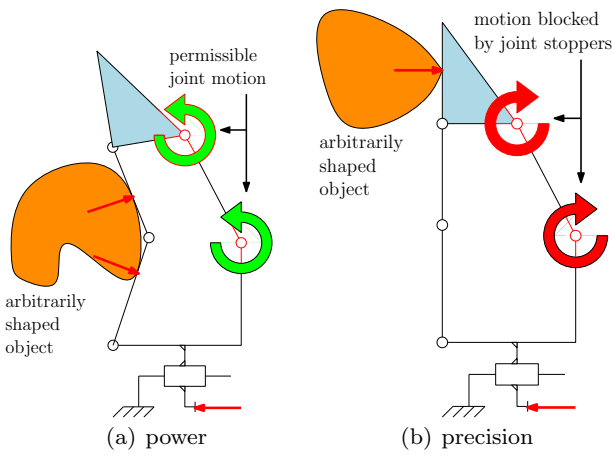 permissible
joint motion
arbitrarily
shaped
object
(a) power
motion blocked
by joint stoppers
arbitrarily
shaped
object
(b) precision